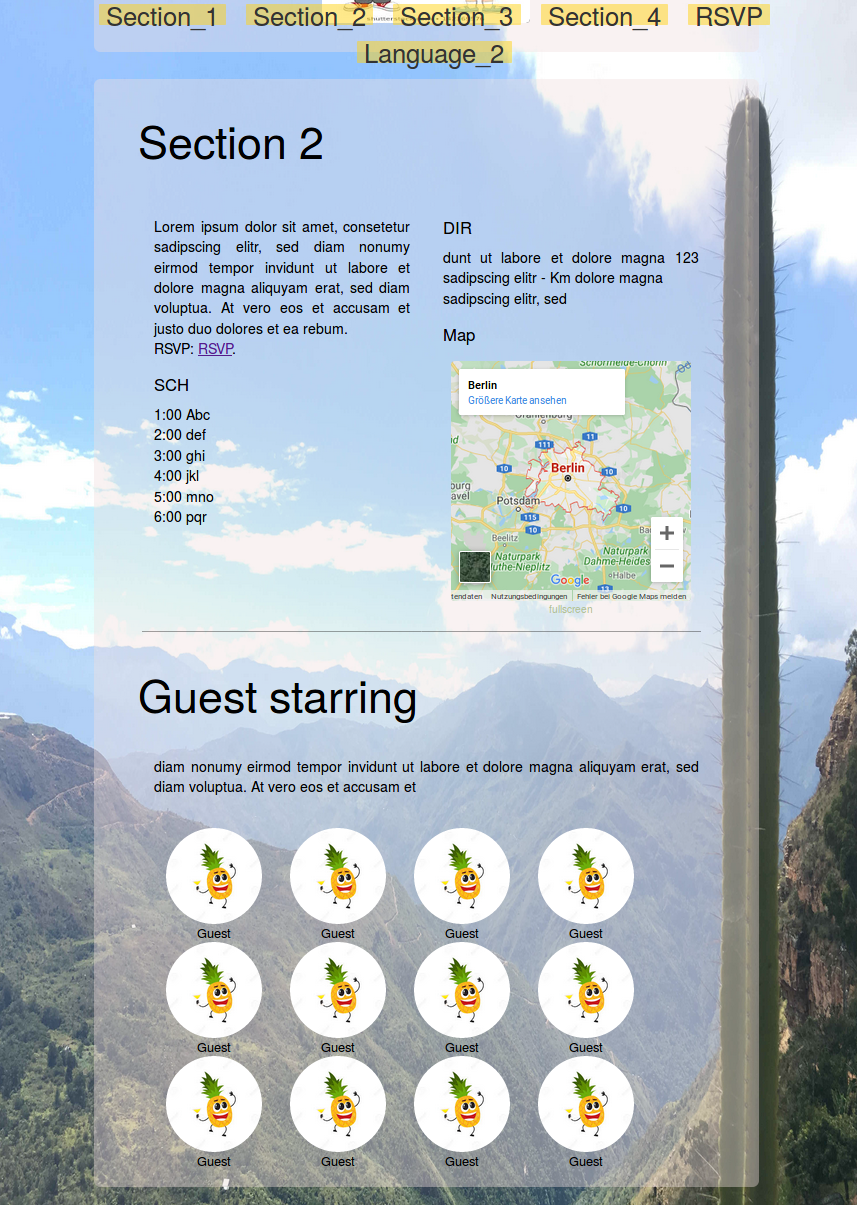 Section_1 Section_2 Section_3 Section_4 RSVP
Language_2
Section 2
Lorem ipsum dolor sit amet, consetetur
sadipscing elitr, sed diam nonumy
eirmod tempor invidunt ut labore et
dolore magna aliquyam erat, sed diam
voluptua. At vero eos et accusam et
justo duo dolores et ea rebum.
RSVP: RSVP.
SCH
1:00 Abc
2:00 def
3:00 ghi
4:00 jkl
5:00 mno
6:00 pqr
DIR
dunt ut labore et dolore magna 123
sadipscing elitr - Km dolore magna
sadipscing elitr, sed
Map
Berlin
Größere Karte ansehen
111 11
10 Berlin 10
Potsdam
115 10
10
Beelitz
Naturpark
Naturpark
Dahme-Heides
uthe-Nieplitz
Halbe
Google
tendaten Nutzungsbedingungen Fehler bei Google Maps melden
fullscreen
Guest starring
diam nonumy eirmod tempor invidunt ut labore et dolore magna aliquyam erat, sed
diam voluptua. At vero eos et accusam et
Guest Guest Guest Guest
Guest Guest Guest Guest
Guest Guest Guest Guest